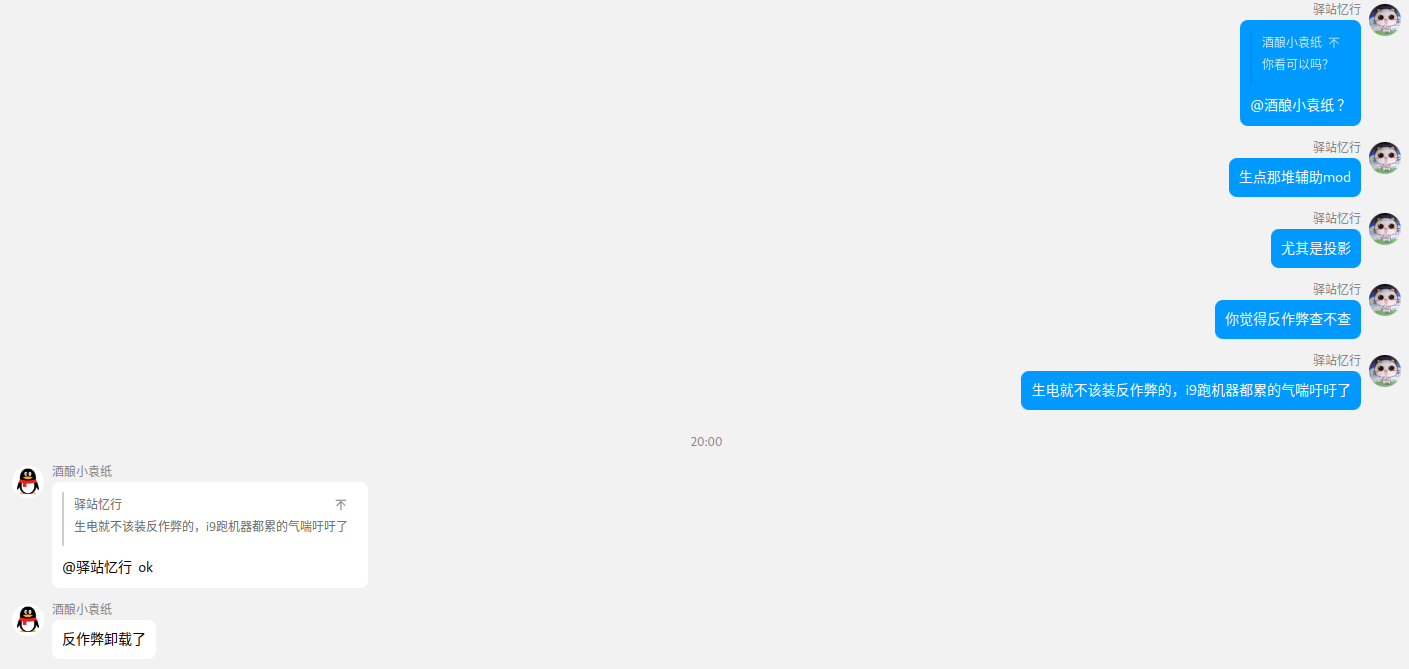 驿站忆行
酒酿小袁纸
你看可以吗?
@酒酿小袁纸 ?
驿站忆行
生点那堆辅助mod
驿站忆行
尤其是投影
驿站忆行
你觉得反作弊查不查
驿站忆行
生电就不该装反作弊的，i9跑机器都累的气喘吁吁了
20:00
酒酿小袁纸
驿站忆行
生电就不该装反作弊的，i9跑机器都累的气喘吁吁了
@驿站忆行 ok
酒酿小袁纸
反作弊卸载了